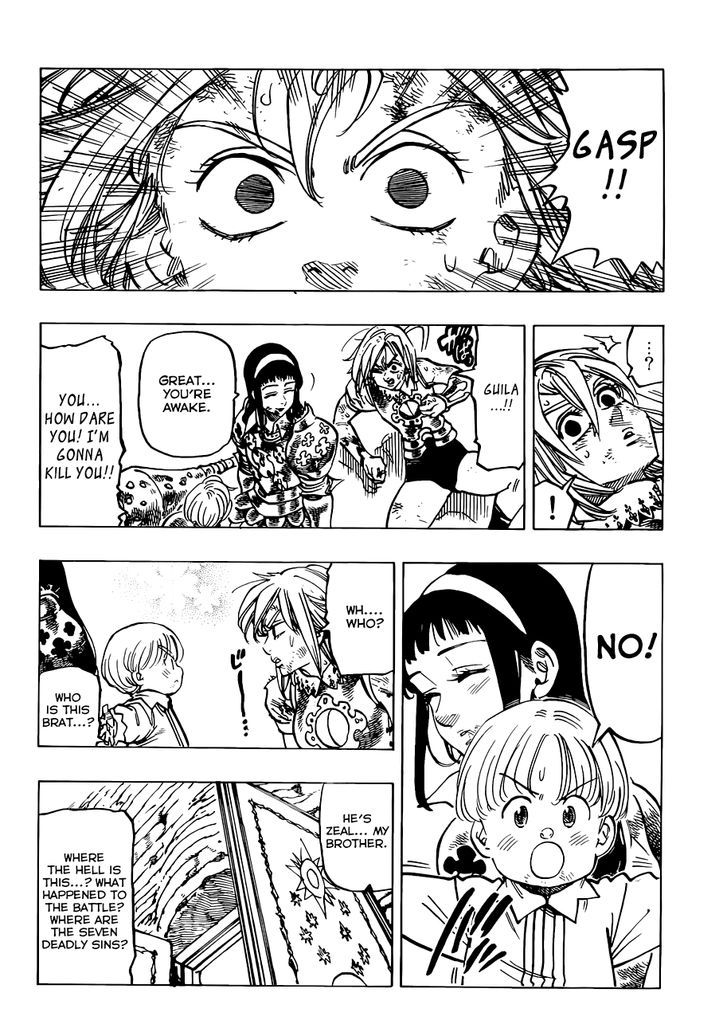 GASP
!!
...?
!
GUILA
...!!
GREAT...
YOU'RE
AWAKE.
YOU...
HOW DARE
YOU! I'M
GONNA
KILL YOU!!
NO!
WH....
WHO?
じー…
WHO
IS THIS
BRAT...?
HE'S
ZEAL... MY
BROTHER.
WHERE
THE HELL IS
THIS...? WHAT
HAPPENED TO
THE BATTLE?
WHERE ARE
THE SEVEN
DEADLY SINS?